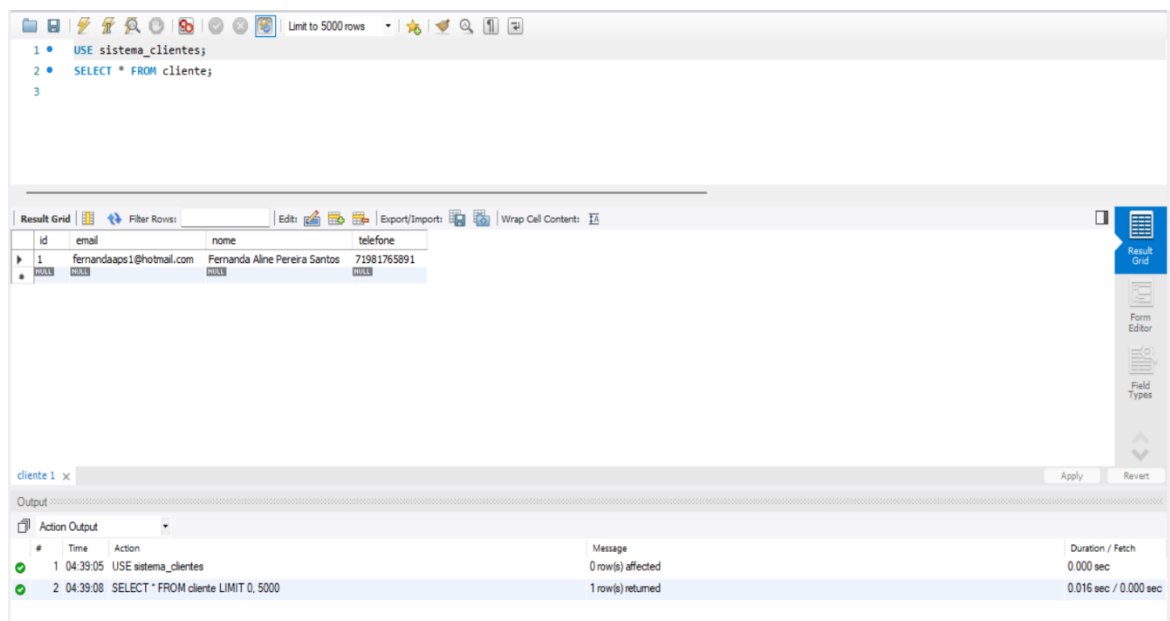 Limit to 5000 rows
1 USE sistema_clientes;
2 SELECT * FROM cliente;
3
Result Grid Filter Rows: Edit: Export/Import: Wrap Cell Content: IA
id email nome telefone
1 fernandaaps1@hotmail.com Fernanda Aline Pereira Santos 71981765891
* NULL NULL NULL NULL
Result
Grid
Form
Editor
Field
Types
cliente 1 x Apply Revert
Output
Action Output
# Time Action Message Duration / Fetch
1 04:39:05 USE sistema_clientes 0 row(s) affected 0.000 sec
2 04:39:08 SELECT * FROM cliente LIMIT 0, 5000 1 row(s) returned 0.016 sec / 0.000 sec